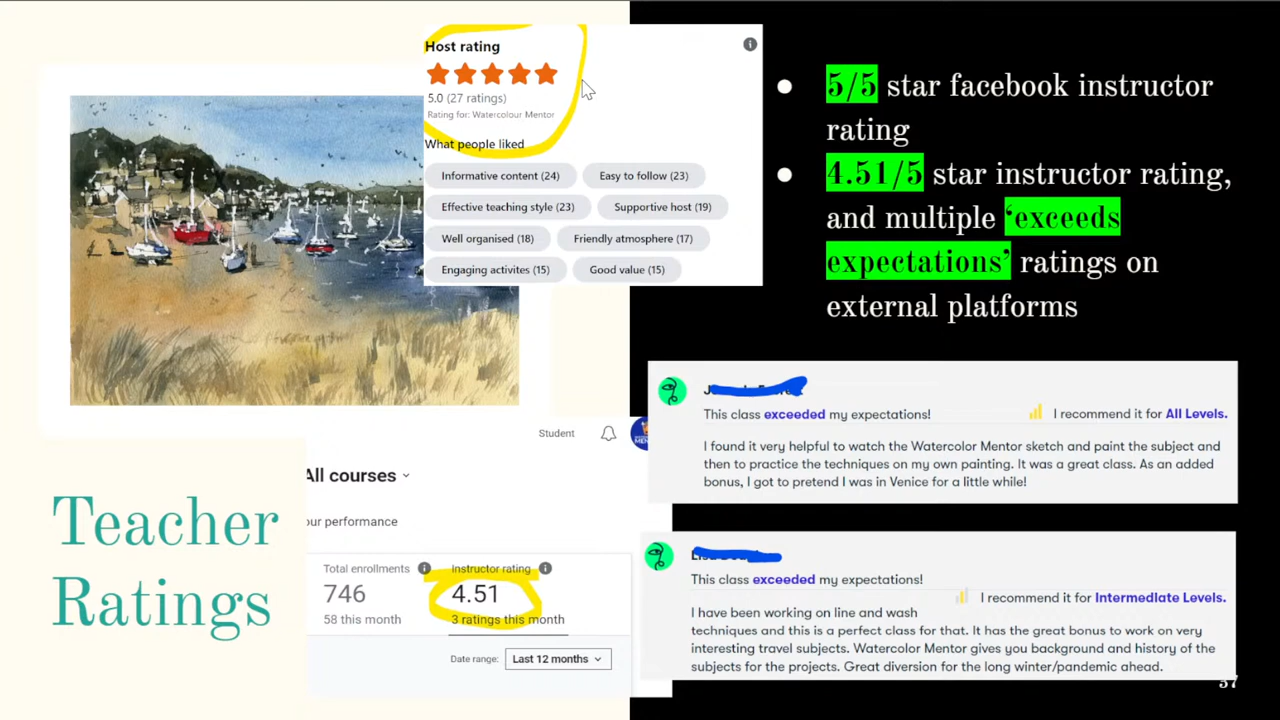 Host rating
5.0 (27 ratings)
Rating for: Watercolour Mentor
What people liked
Informative content (24)
Easy to follow (23)
Effective teaching style (23)
Supportive host (19)
Well organised (18)
Friendly atmosphere (17)
Engaging activites (15)
Good value (15)
● 5/5 star facebook instructor
rating
● 4.51/5 star instructor rating,
and multiple ‘exceeds
expectations’ ratings on
external platforms
Teacher
Ratings
Student
All courses
our performance
Total enrollments
746
58 this month
Instructor rating
4.51
3 ratings this month
Date range:
Last 12 months
This class exceeded my expectations!
I recommend it for All Levels.
I found it very helpful to watch the Watercolor Mentor sketch and paint the subject and
then to practice the techniques on my own painting. It was a great class. As an added
bonus, I got to pretend I was in Venice for a little while!
This class exceeded my expectations!
I recommend it for Intermediate Levels.
I have been working on line and wash
techniques and this is a perfect class for that. It has the great bonus to work on very
interesting travel subjects. Watercolor Mentor gives you background and history of the
subjects for the projects. Great diversion for the long winter/pandemic ahead.